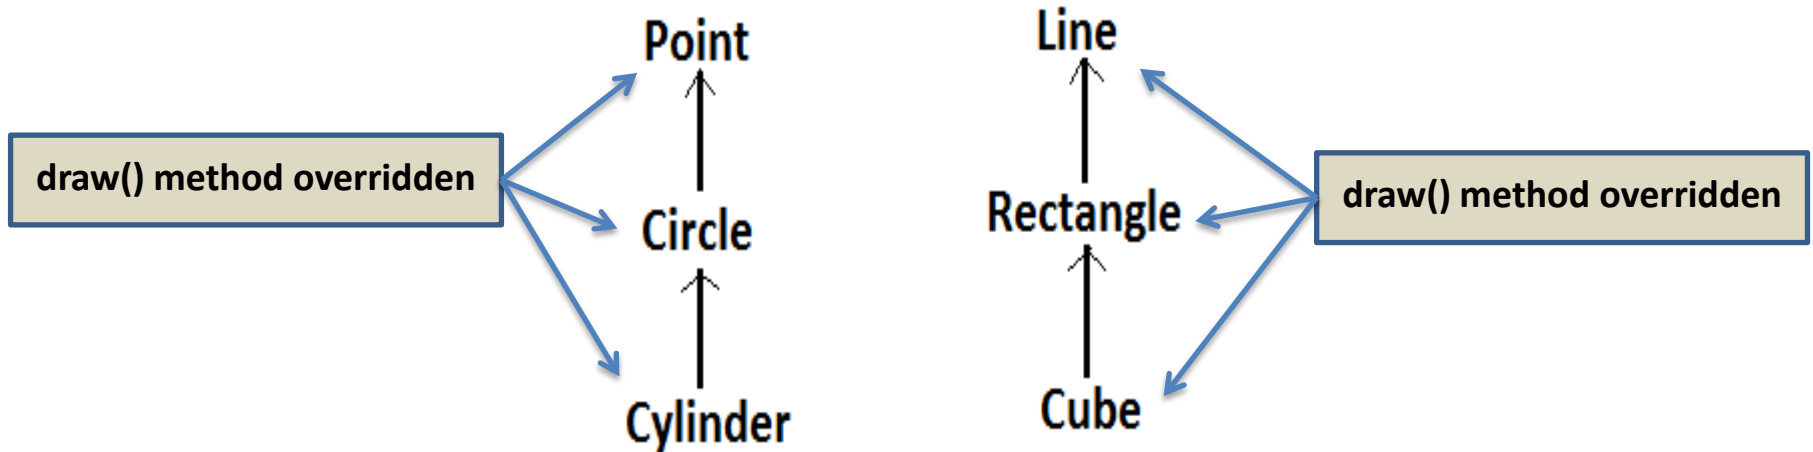 Point
draw() method overridden
Circle
Cylinder
Line
Rectangle
draw() method overridden
Cube